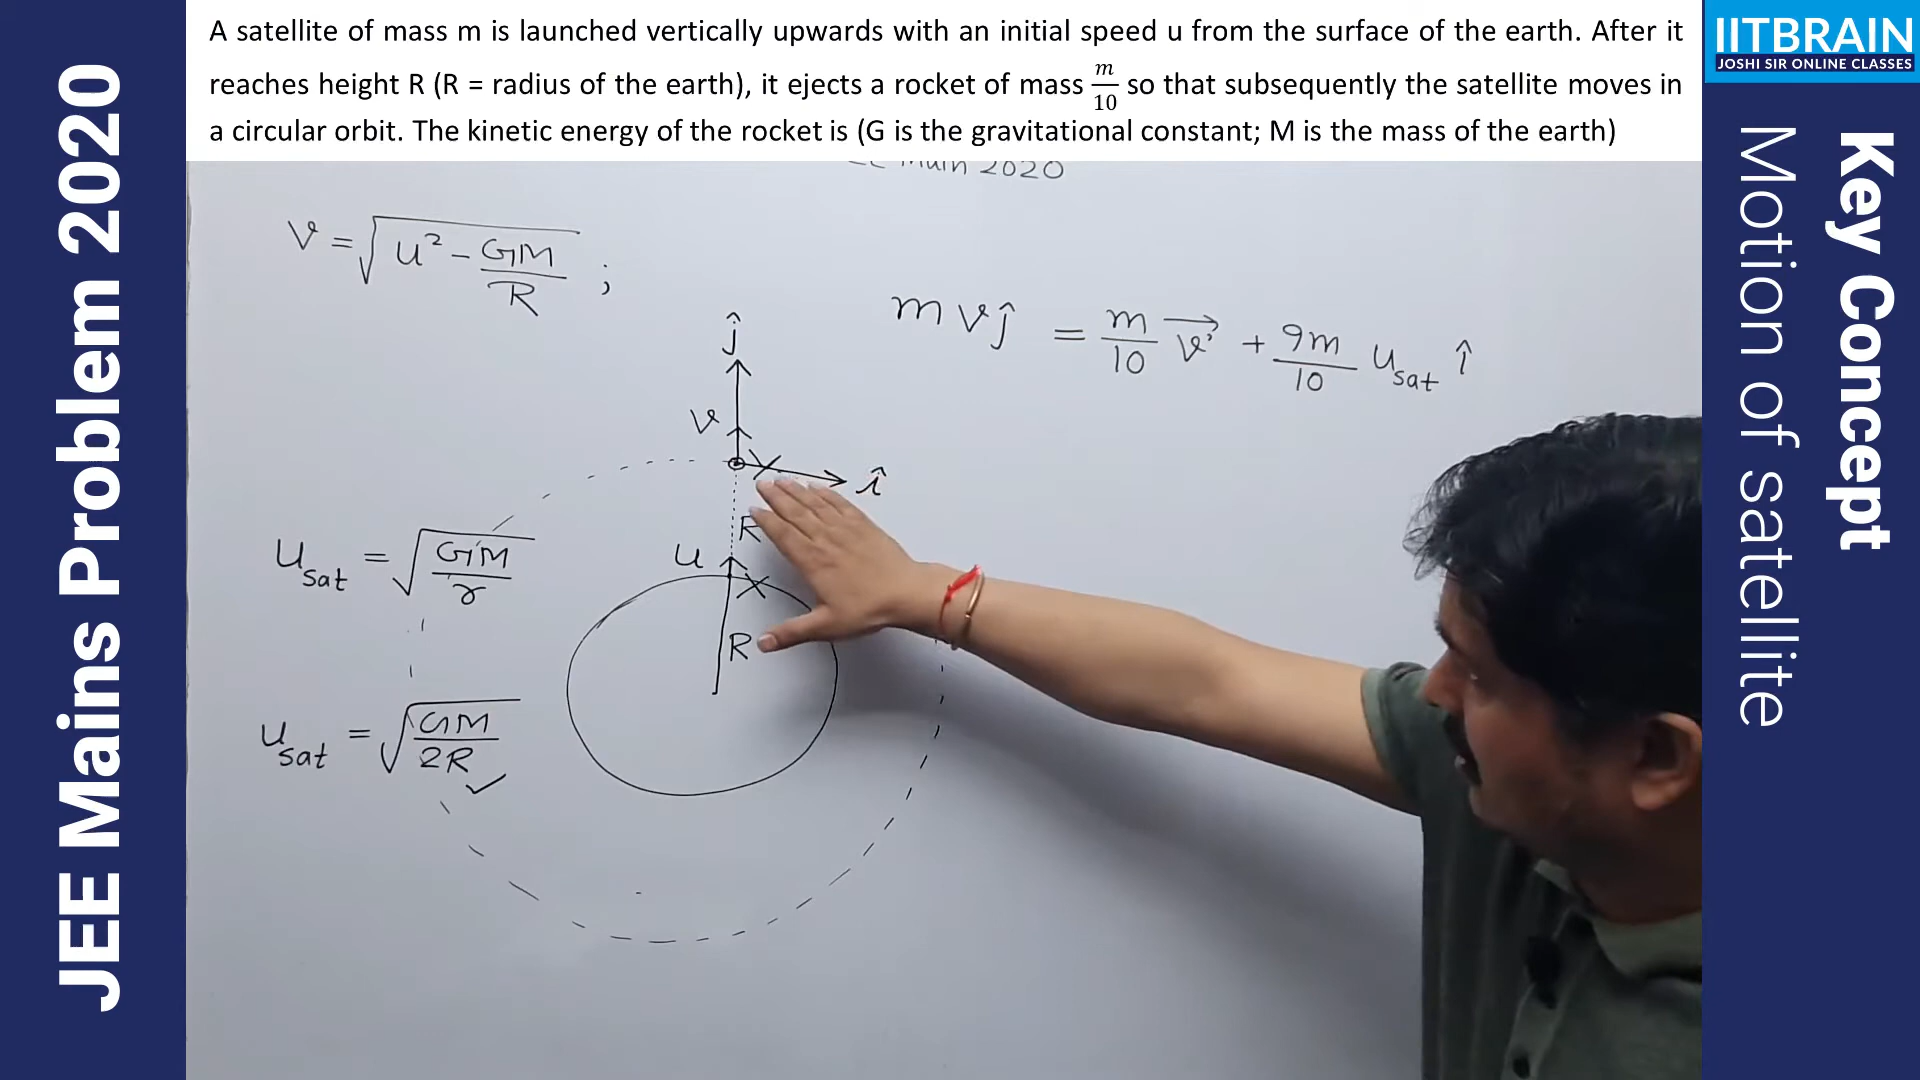 JEE Mains Problem 2020
A satellite of mass m is launched vertically upwards with an initial speed u from the surface of the earth. After it
reaches height R (R = radius of the earth), it ejects a rocket of mass m/10 so that subsequently the satellite moves in
a circular orbit. The kinetic energy of the rocket is (G is the gravitational constant; M is the mass of the earth)
IITBRAIN
JOSHI SIR ONLINE CLASSES
Key Concept
Motion of satellite
Main 2020
v = √(u² - GM/R) ;
m v ĵ = m/10 v⃗' + 9m/10 u_sat î
ĵ
v
î
R
u
R
u_sat = √(GM/r)
u_sat = √(GM/2R) ✓